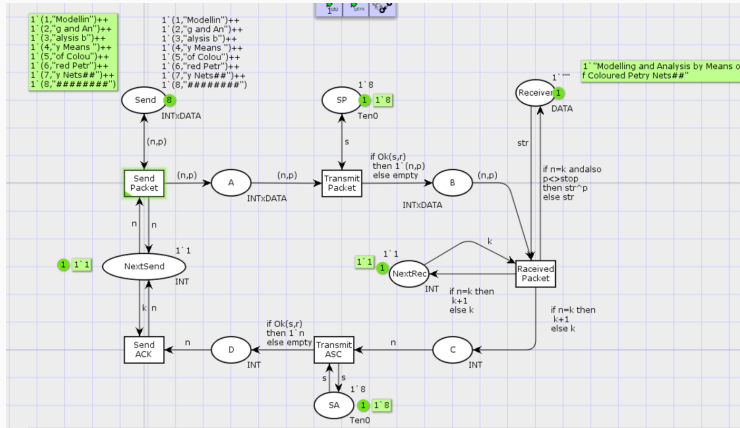 1`(1,"Modellin")++
1`(2,"g and An")++
1`(3,"alysis b")++
1`(4,"y Means ")++
1`(5,"of Colou")++
1`(6,"red Petr")++
1`(7,"y Nets##")++
1`(8,"########")
1`(1,"Modellin")++
1`(2,"g and An")++
1`(3,"alysis b")++
1`(4,"y Means ")++
1`(5,"of Colou")++
1`(6,"red Petr")++
1`(7,"y Nets##")++
1`(8,"########")
Send
8
INTxDATA
1`8
SP
1
1`8
Ten0
1`""
Receiver
1
DATA
1`"Modelling and Analysis by Means o
f Coloured Petry Nets##"
(n,p)
s
str
if n=k andalso
p<>stop
then str^p
else str
Send
Packet
(n,p)
A
INTxDATA
(n,p)
Transmit
Packet
if Ok(s,r)
then 1`(n,p)
else empty
B
INTxDATA
(n,p)
n
n
1
1`1
1`1
NextSend
INT
1`1
1`1
1
NextRec
INT
k
Raceived
Packet
if n=k then
k+1
else k
if n=k then
k+1
else k
k
n
Send
ACK
n
D
INT
if Ok(s,r)
then 1`n
else empty
Transmit
ASC
n
C
INT
s
s
1`8
SA
1
1`8
Ten0